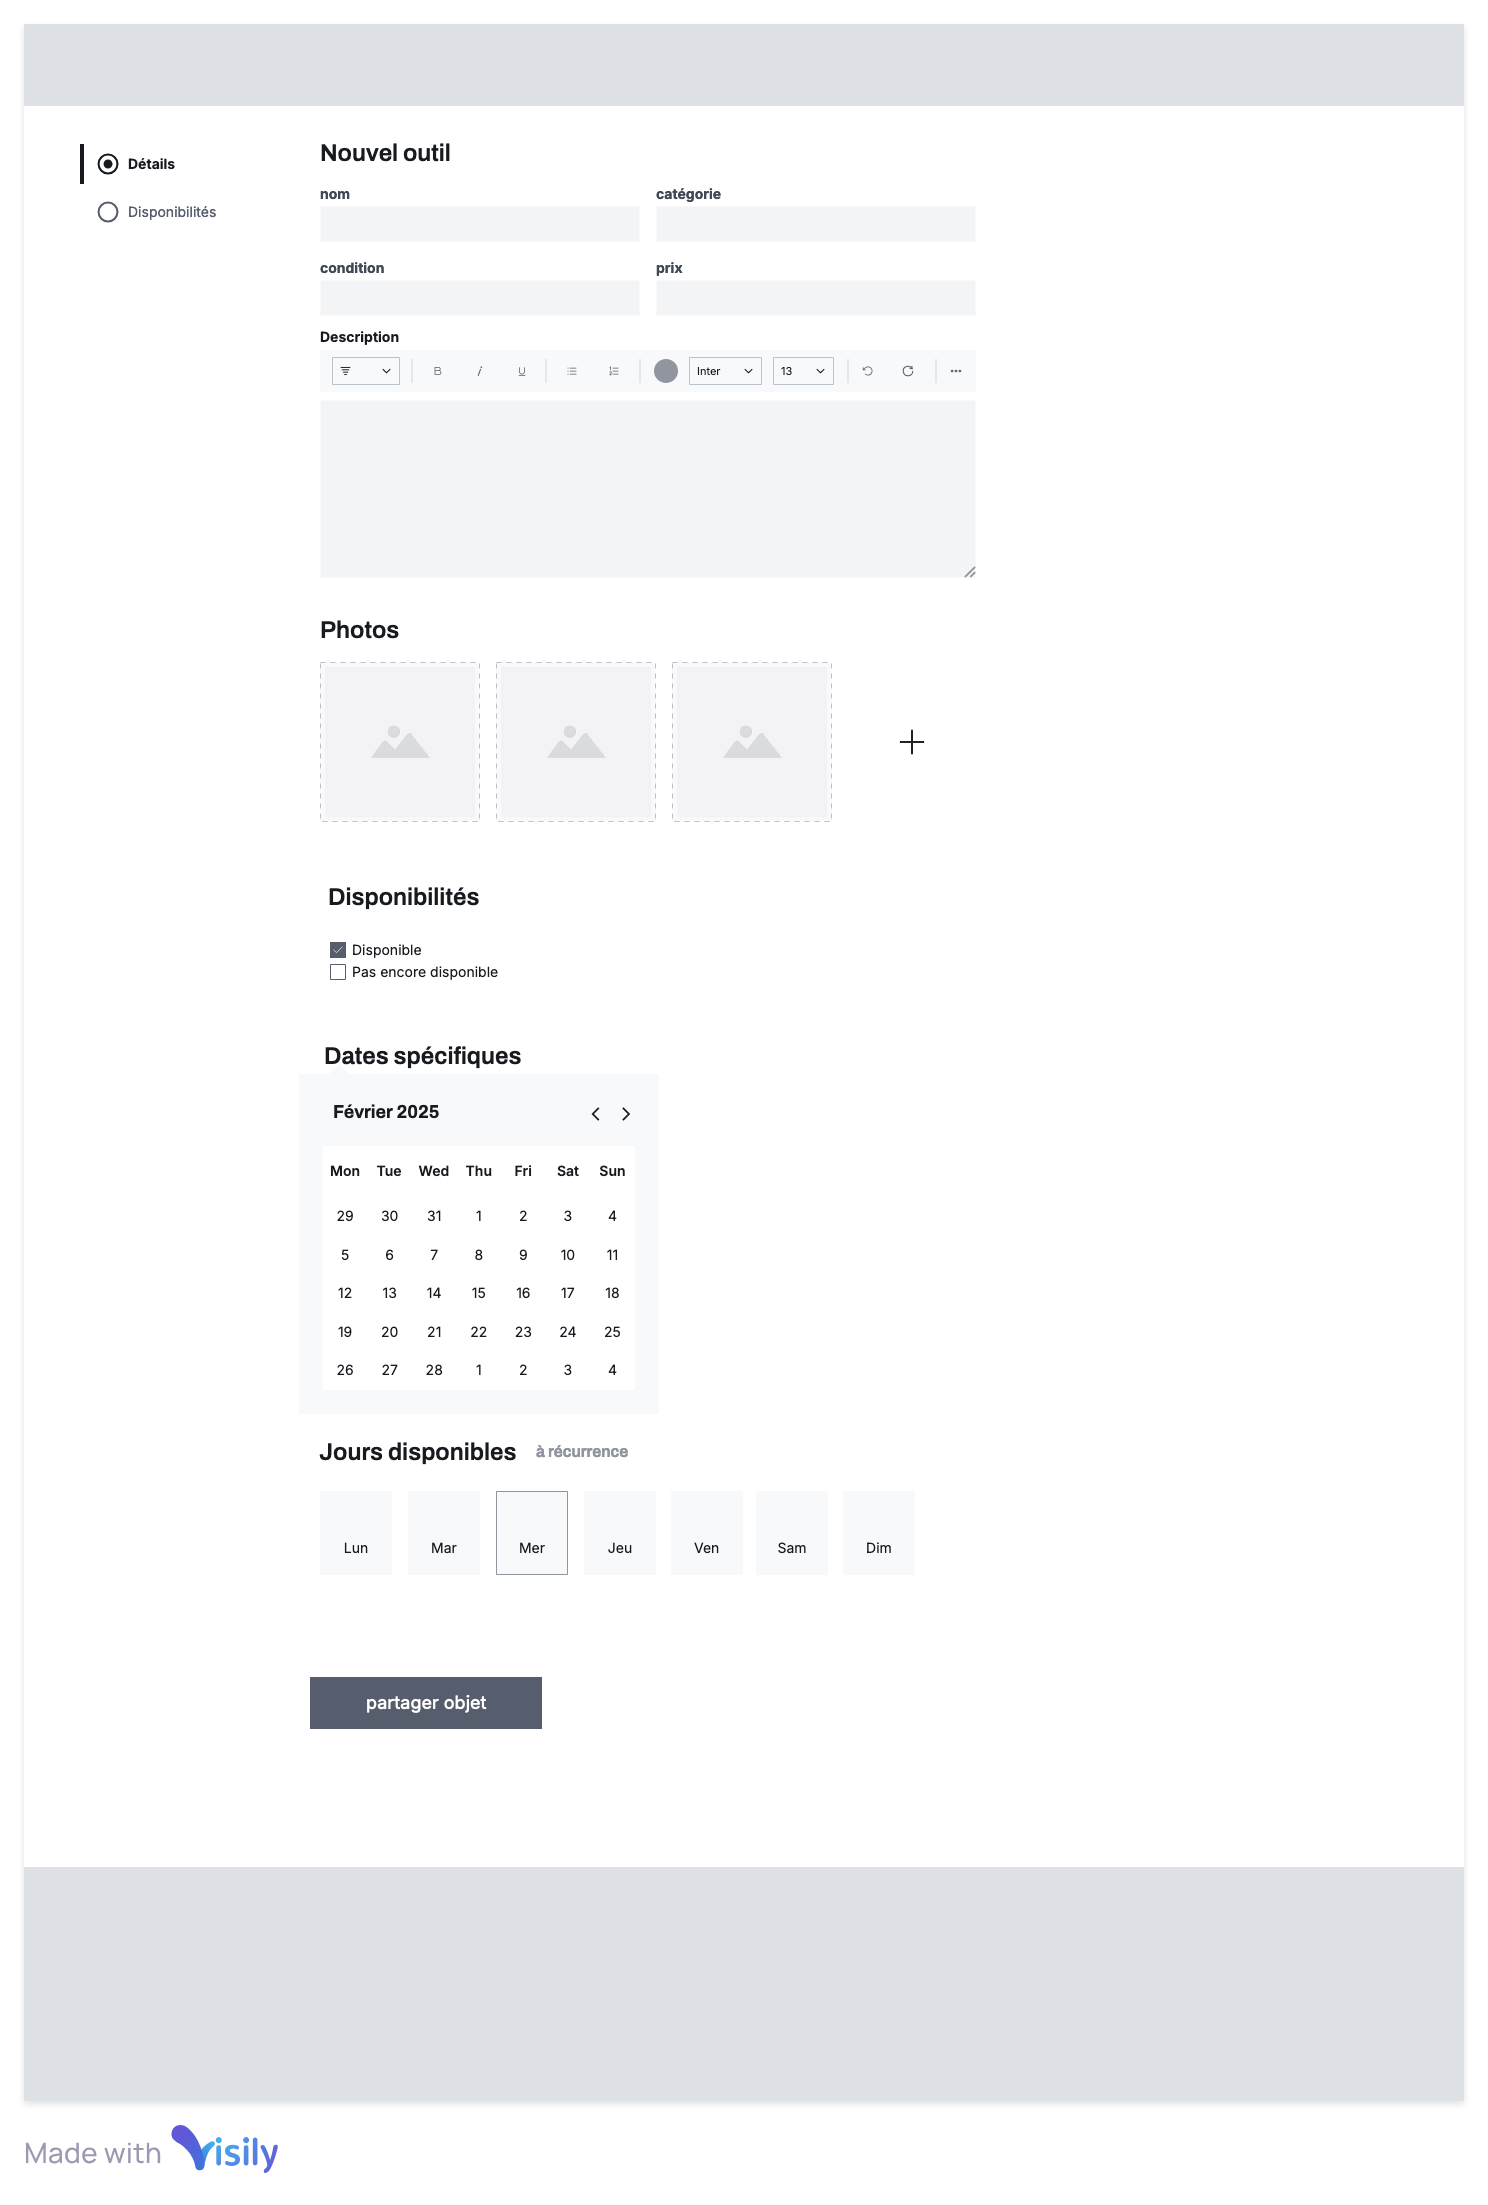 Détails
Disponibilités
Nouvel outil
nom catégorie
condition prix
Description
B i U Inter 13
Photos
Disponibilités
Disponible
Pas encore disponible
Dates spécifiques
Février 2025
Mon Tue Wed Thu Fri Sat Sun
29 30 31 1 2 3 4
5 6 7 8 9 10 11
12 13 14 15 16 17 18
19 20 21 22 23 24 25
26 27 28 1 2 3 4
Jours disponibles à récurrence
Lun Mar Mer Jeu Ven Sam Dim
partager objet
Made with Visily